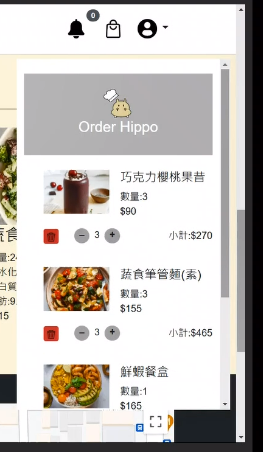 0
Order Hippo
巧克力櫻桃果昔
數量:3
$90
3
小計:$270
蔬食筆管麵(素)
數量:3
$155
3
小計:$465
鮮蝦餐盒
數量:1
$165